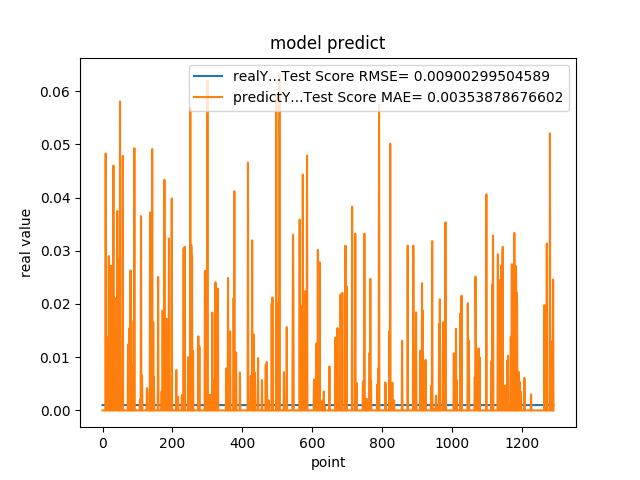 model predict
realY...Test Score RMSE= 0.00900299504589
predictY...Test Score MAE= 0.00353878676602
real value
0.06
0.05
0.04
0.03
0.02
0.01
0.00
0 200 400 600 800 1000 1200
point